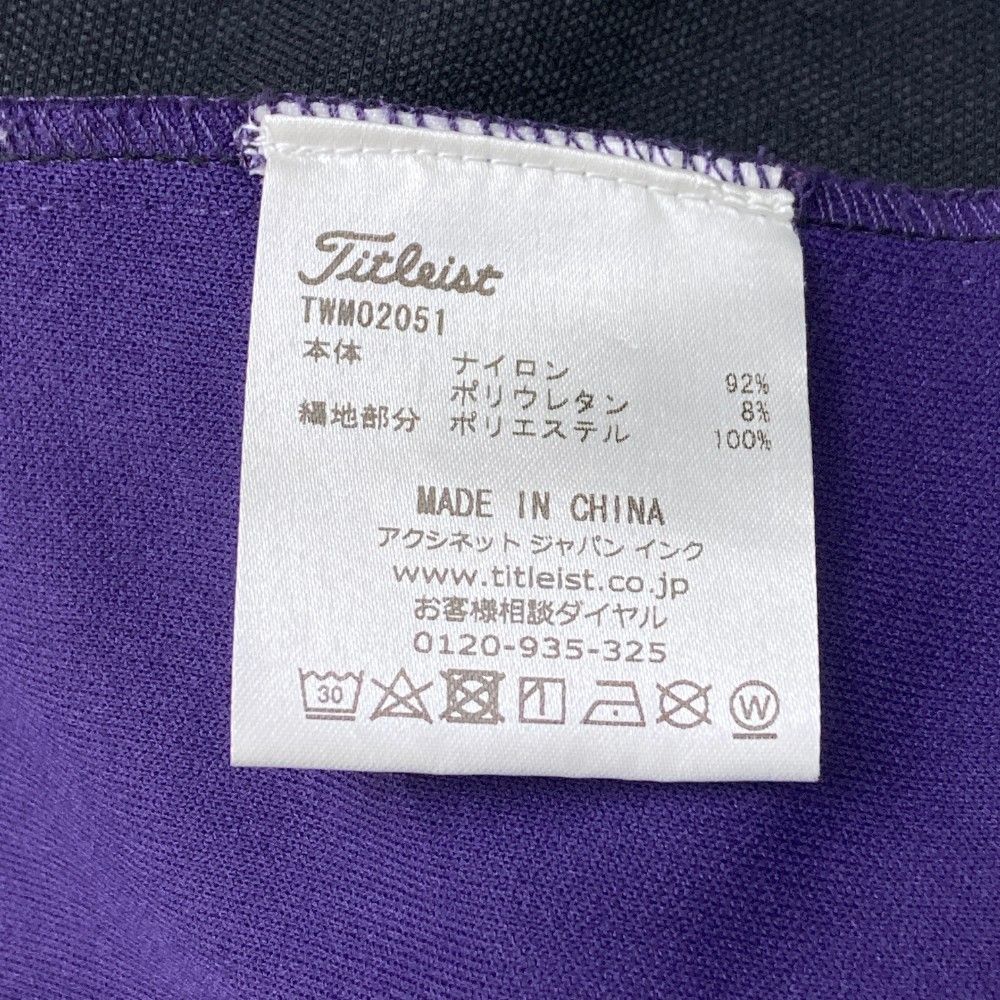 Titleist
TWM02051
本体 ナイロン 92%
ポリウレタン 8%
編地部分 ポリエステル 100%
MADE IN CHINA
アクシネット ジャパン インク
www.titleist.co.jp
お客様相談ダイヤル
0120-935-325
30
W